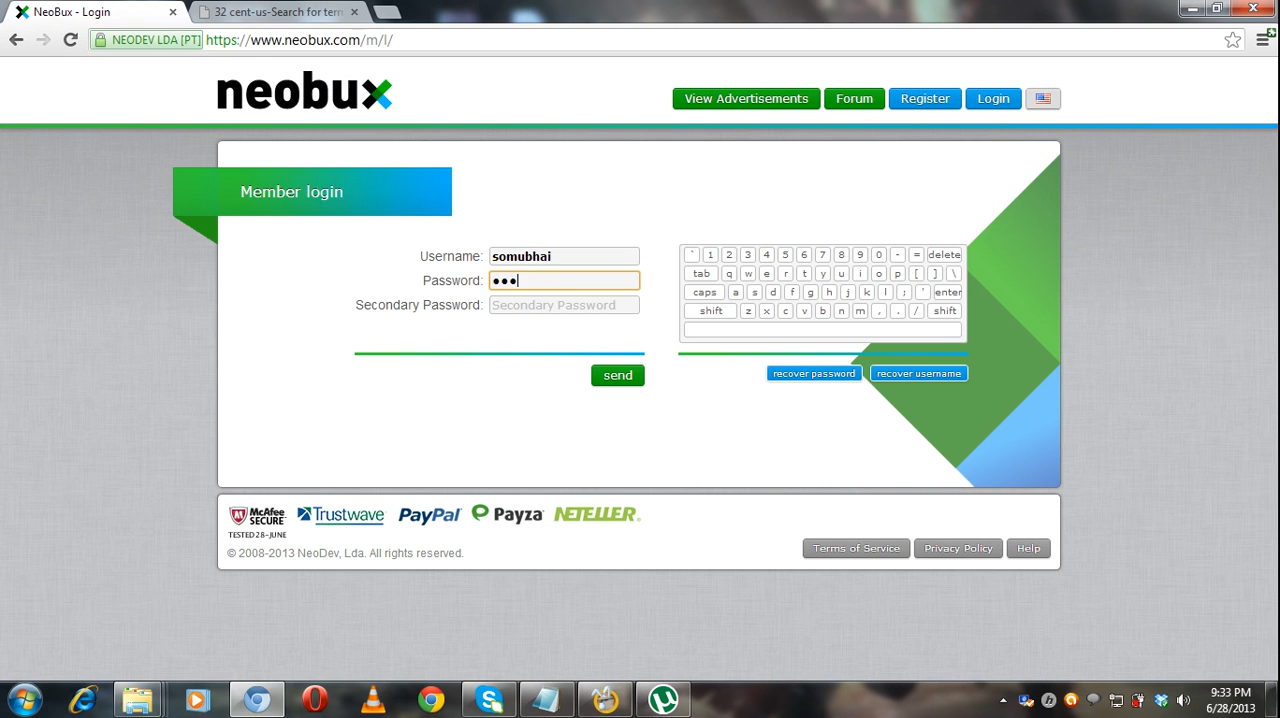 NeoBux - Login
32 cent-us-Search for term
NEODEV LDA [PT] https://www.neobux.com/m/l/
neobux
View Advertisements Forum Register Login
Member login
Username: somubhai
Password: •••
Secondary Password: Secondary Password
` 1 2 3 4 5 6 7 8 9 0 - = delete
tab q w e r t y u i o p [ ] \
caps a s d f g h j k l ; ' enter
shift z x c v b n m , . / shift
send
recover password recover username
McAfee SECURE
TESTED 28-JUNE
Trustwave PayPal Payza NETELLER
© 2008-2013 NeoDev, Lda. All rights reserved.
Terms of Service Privacy Policy Help
9:33 PM
6/28/2013